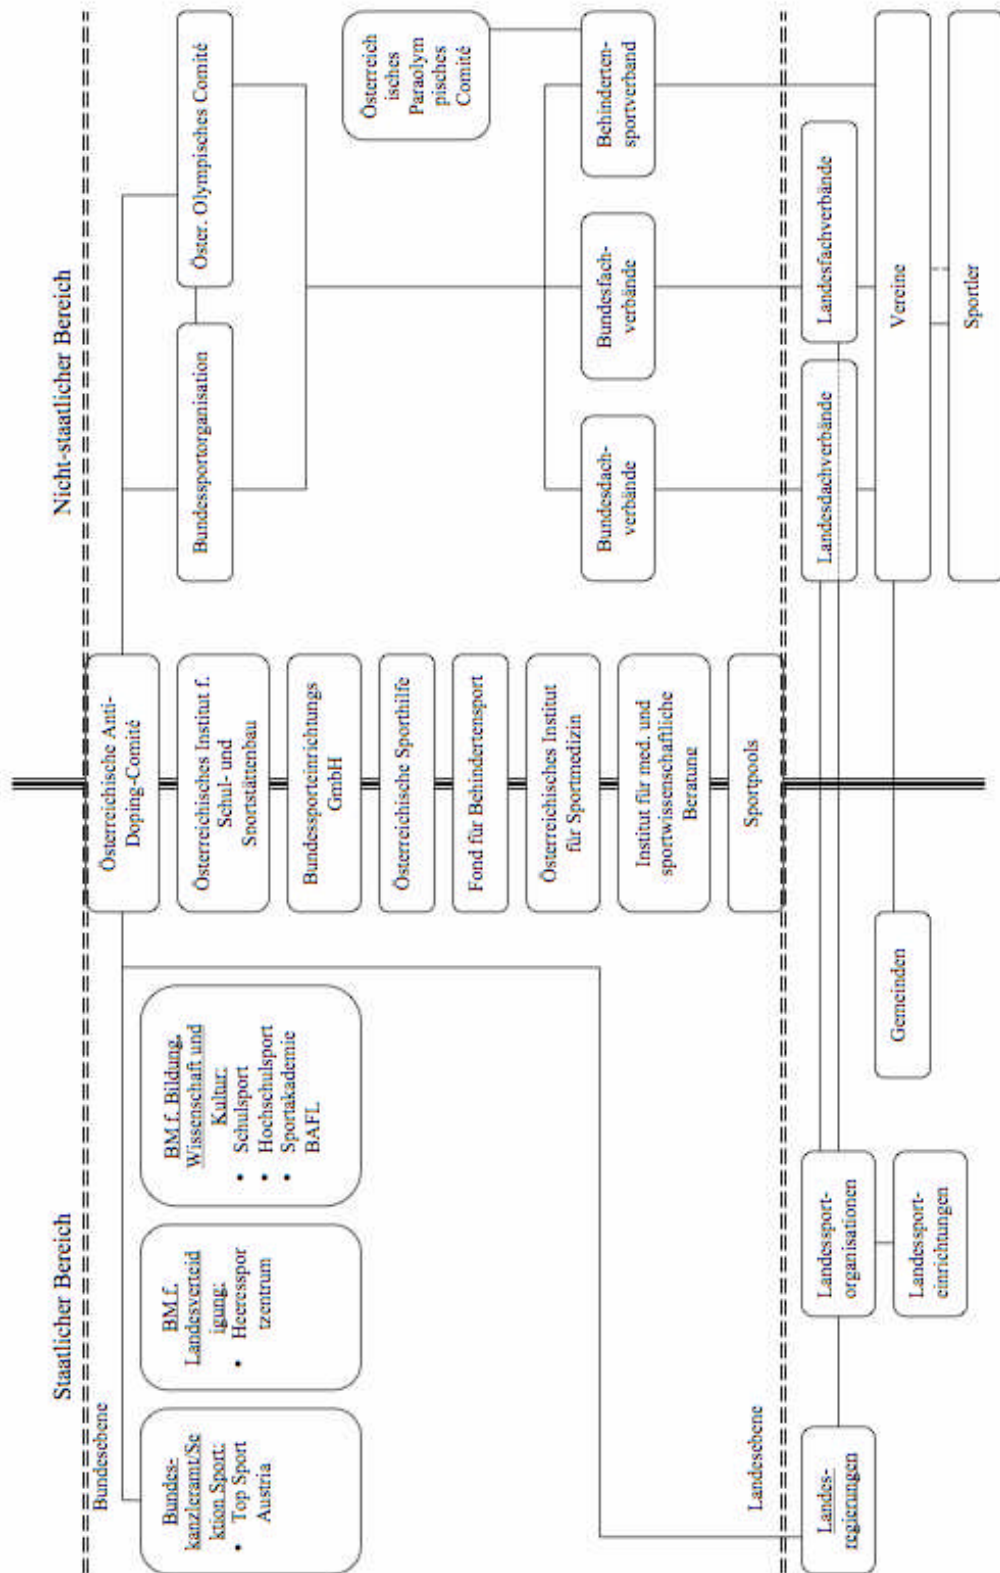 Staatlicher Bereich
Nicht-staatlicher Bereich
Bundesebene
Bundes-
kanzleramt/Se
ktion Sport:
• Top Sport
Austria
BM f.
Landesverteid
igung:
• Heeresspor
tzentrum
BM f. Bildung,
Wissenschaft und
Kultur:
• Schulsport
• Hochschulsport
• Sportakademie
BAFL
Österreichische Anti-
Doping-Comité
Österreichisches Institut f.
Schul- und
Sportstättenbau
Bundessporteinrichtungs
GmbH
Österreichische Sporthilfe
Fond für Behindertensport
Österreichisches Institut
für Sportmedizin
Institut für med. und
sportwissenschaftliche
Beratung
Sportpools
Bundessportorganisation
Öster. Olympisches Comité
Österreich
isches
Paraolym
pisches
Comité
Bundesdach-
verbände
Bundesfach-
verbände
Behinderten-
sportverband
Landesebene
Landes-
regierungen
Landessport-
organisationen
Landessport-
einrichtungen
Gemeinden
Landesdachverbände
Landesfachverbände
Vereine
Sportler